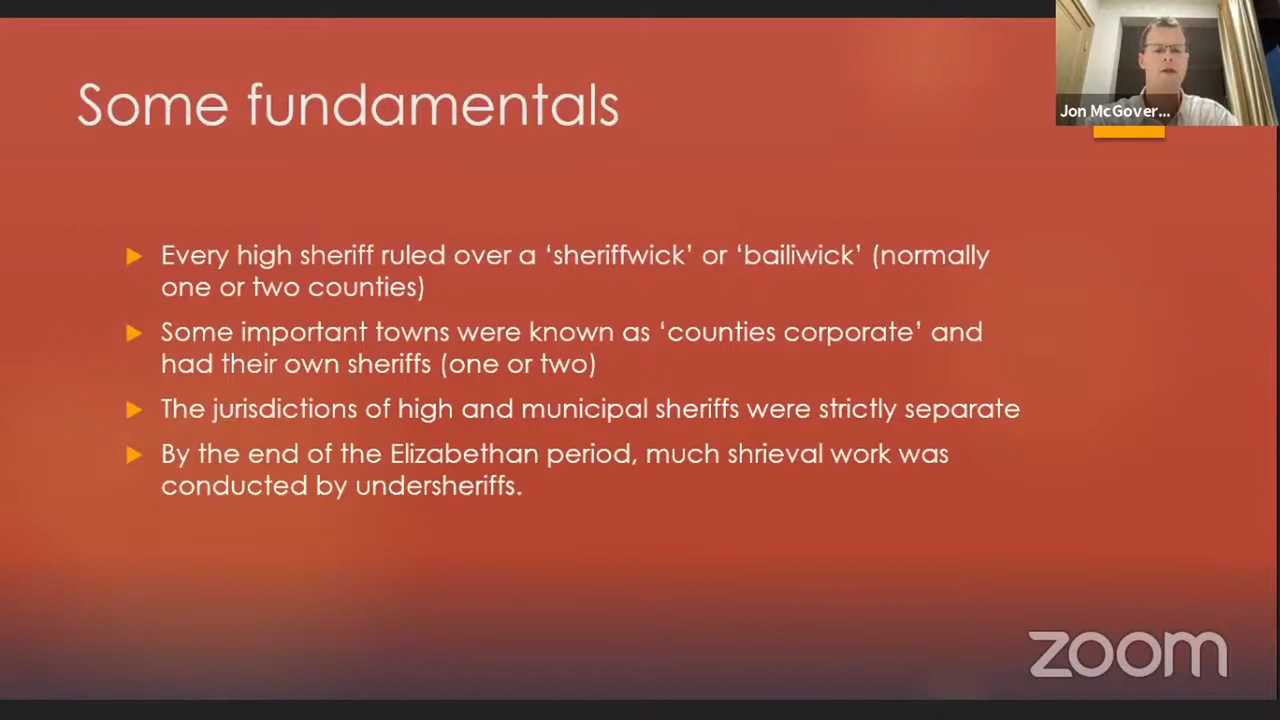 Some fundamentals
Jon McGover...
Every high sheriff ruled over a ‘sheriffwick’ or ‘bailiwick’ (normally
one or two counties)
Some important towns were known as ‘counties corporate’ and
had their own sheriffs (one or two)
The jurisdictions of high and municipal sheriffs were strictly separate
By the end of the Elizabethan period, much shrieval work was
conducted by undersheriffs.
zoom